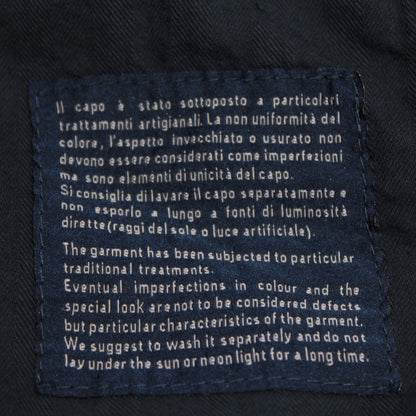 Il capo è stato sottoposto a particolari
trattamenti artigianali. La non uniformità del
colore, l'aspetto invecchiato o usurato non
devono essere considerati come imperfezioni
ma sono elementi di unicità del capo.
Si consiglia di lavare il capo separatamente e
non esporlo a lungo a fonti di luminosità
dirette(raggi del sole o luce artificiale).
The garment has been subjected to particular
traditional treatments.
Eventual imperfections in colour and the
special look are not to be considered defects
but particular characteristics of the garment.
We suggest to wash it separately and do not
lay under the sun or neon light for a long time.